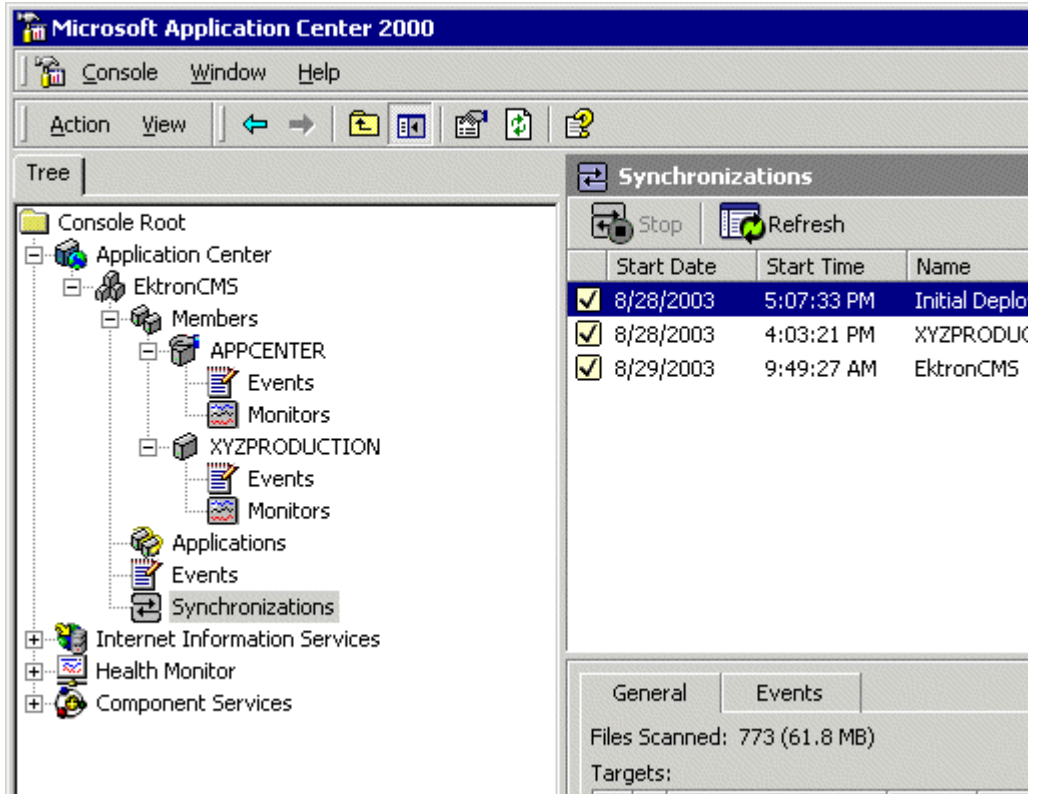 Microsoft Application Center 2000
Console Window Help
Action View
Tree
Console Root
Application Center
EktronCMS
Members
APPCENTER
Events
Monitors
XYZPRODUCTION
Events
Monitors
Applications
Events
Synchronizations
Internet Information Services
Health Monitor
Component Services
Synchronizations
Stop Refresh
Start Date Start Time Name
8/28/2003 5:07:33 PM Initial Deplo
8/28/2003 4:03:21 PM XYZPRODUC
8/29/2003 9:49:27 AM EktronCMS
General Events
Files Scanned: 773 (61.8 MB)
Targets: